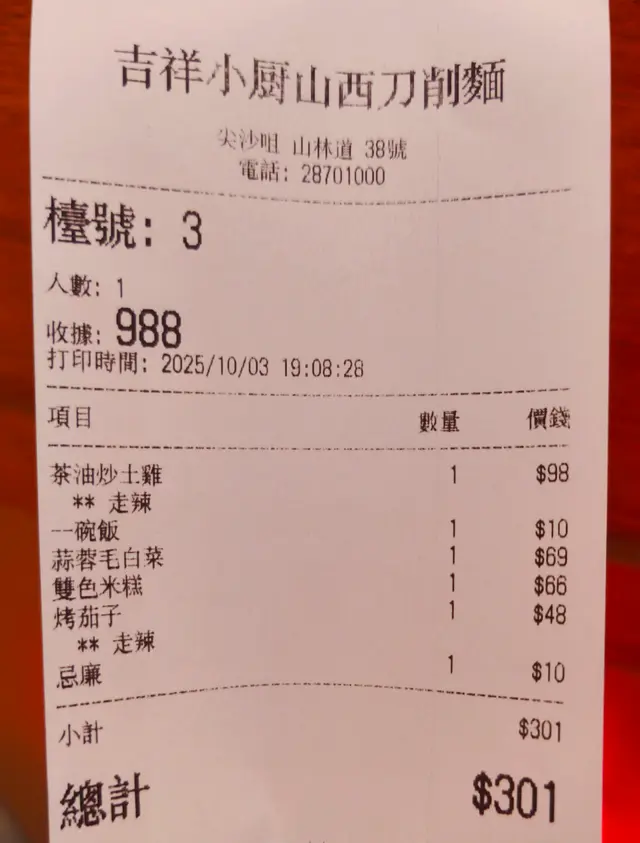 吉祥小厨山西刀削麵
尖沙咀 山林道 38號
電話: 28701000
檯號: 3
人數: 1
收據: 988
打印時間: 2025/10/03 19:08:28
項目 數量 價錢
茶油炒土雞 1 $98
** 走辣
一碗飯 1 $10
蒜蓉毛白菜 1 $69
雙色米糕 1 $66
烤茄子 1 $48
** 走辣
忌廉 1 $10
小計 $301
總計 $301